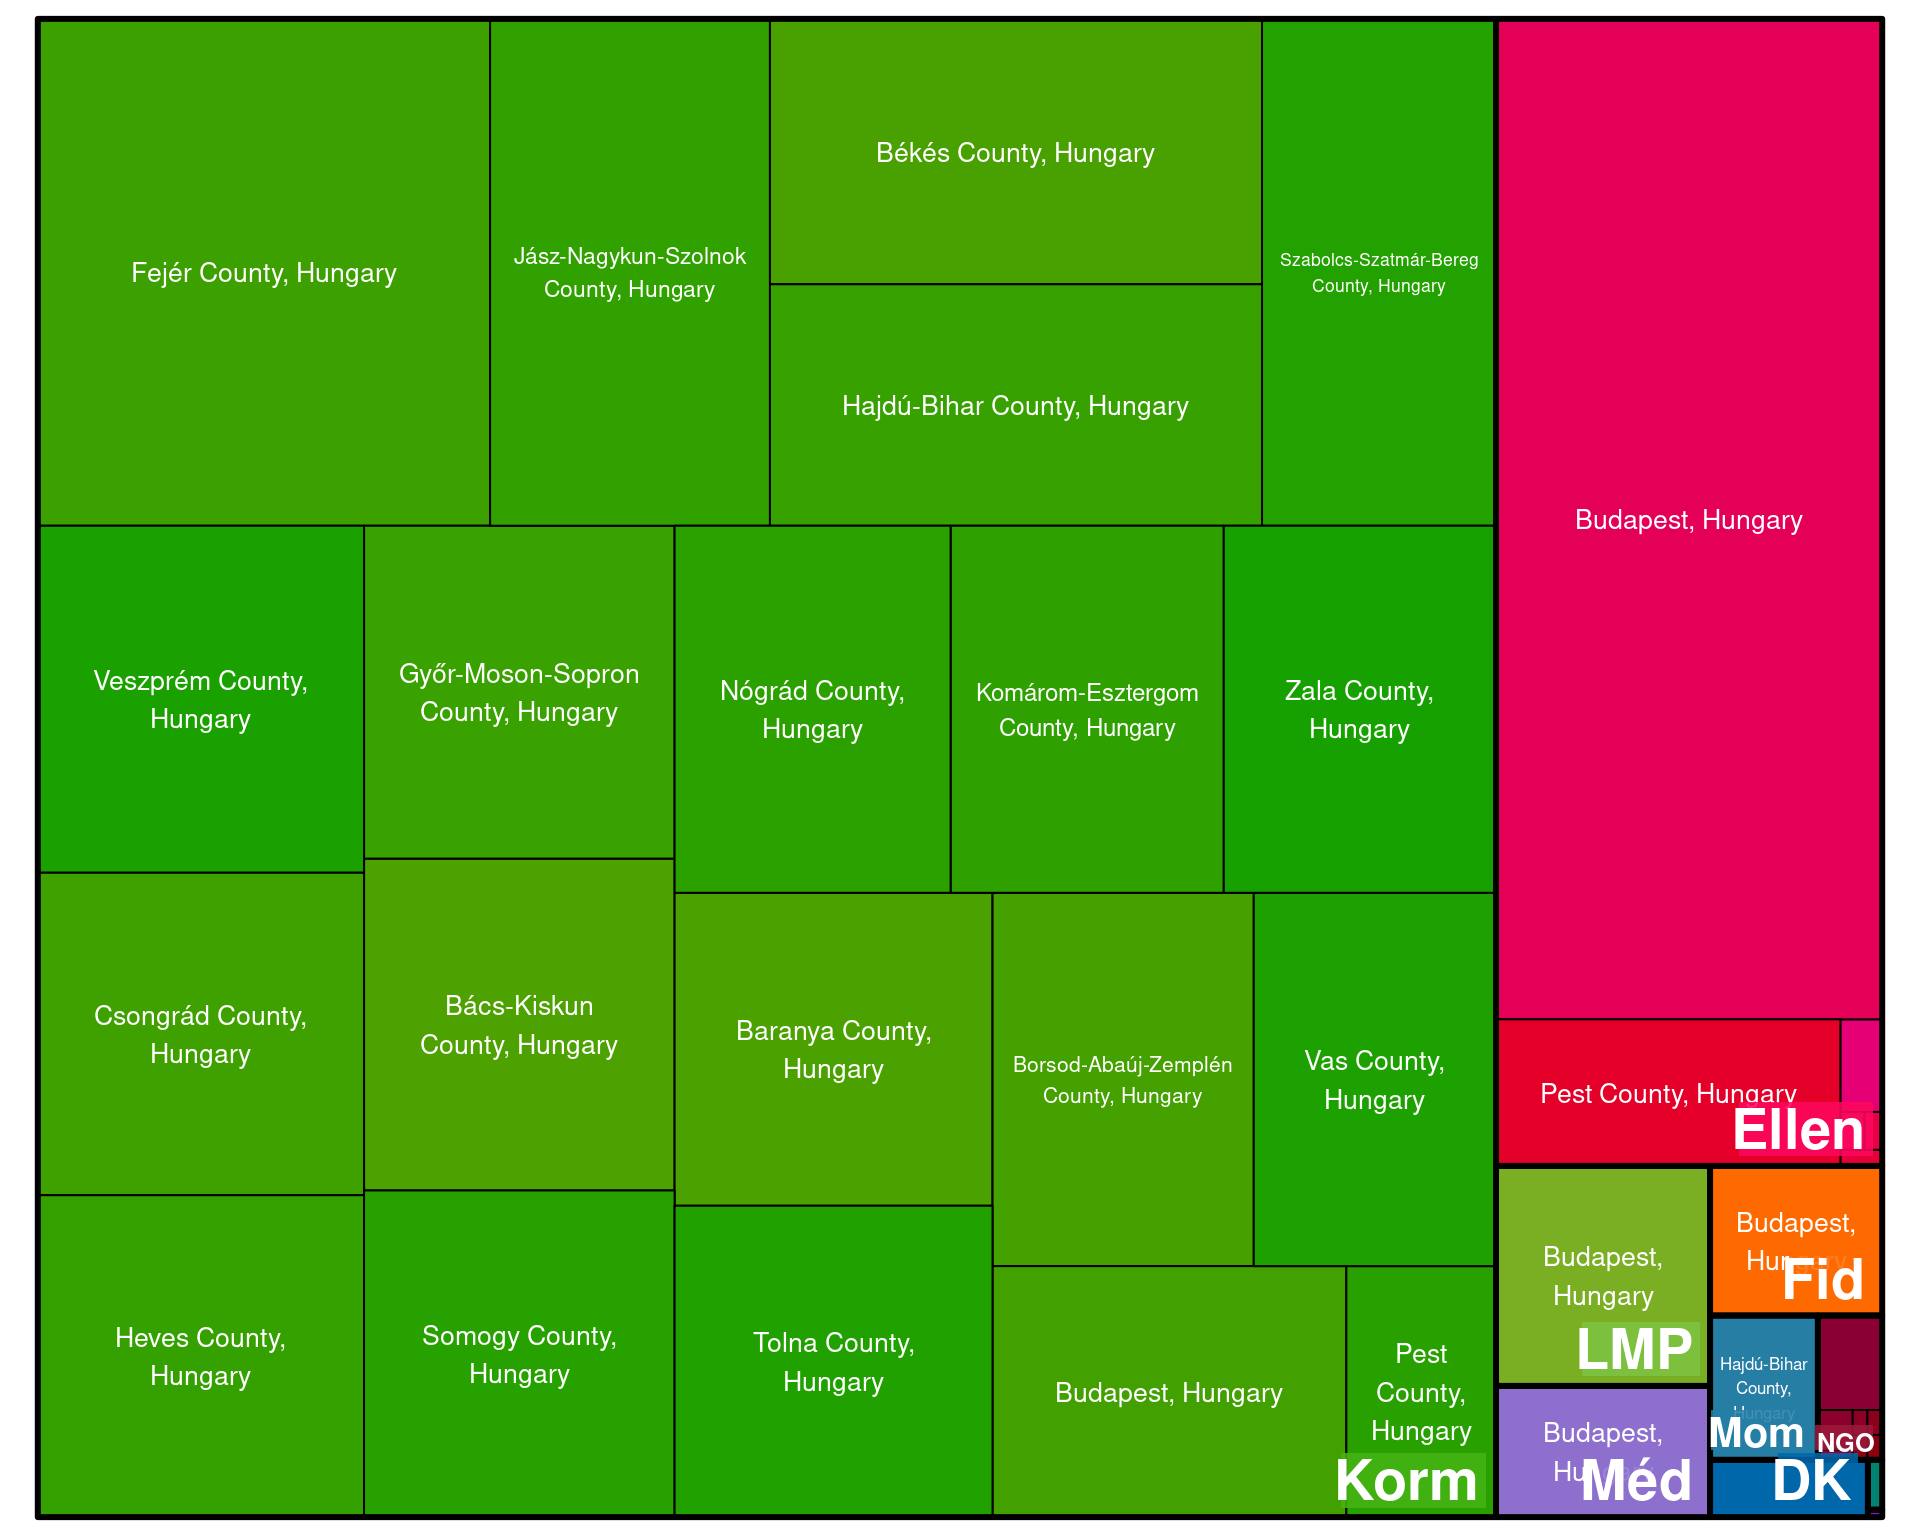 Fejér County, Hungary
Jász-Nagykun-Szolnok
County, Hungary
Békés County, Hungary
Hajdú-Bihar County, Hungary
Szabolcs-Szatmár-Bereg
County, Hungary
Budapest, Hungary
Veszprém County,
Hungary
Győr-Moson-Sopron
County, Hungary
Nógrád County,
Hungary
Komárom-Esztergom
County, Hungary
Zala County,
Hungary
Csongrád County,
Hungary
Bács-Kiskun
County, Hungary
Baranya County,
Hungary
Borsod-Abaúj-Zemplén
County, Hungary
Vas County,
Hungary
Pest County, Hungary
Ellen
Heves County,
Hungary
Somogy County,
Hungary
Tolna County,
Hungary
Budapest, Hungary
Pest
County,
Hungary
Korm
Budapest,
Hungary
LMP
Budapest,
Hungary
Fid
Hajdú-Bihar
County,
Hungary
Mom
NGO
Budapest,
Méd
DK